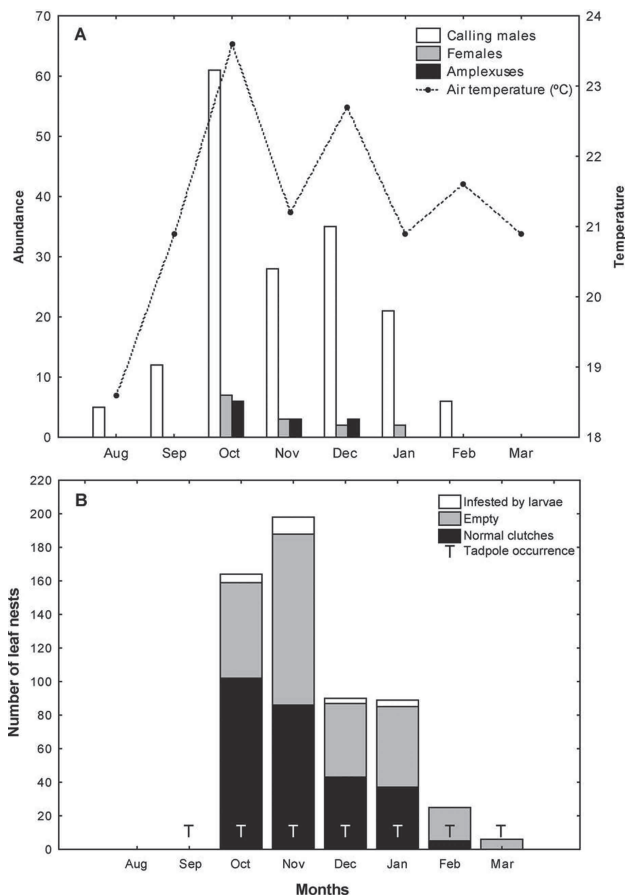 A
Calling males
Females
Amplexuses
Air temperature (ºC)
Abundance
70
60
50
40
30
20
10
0
Temperature
24
23
22
21
20
19
18
Aug Sep Oct Nov Dec Jan Feb Mar
B
Infested by larvae
Empty
Normal clutches
T Tadpole occurrence
Number of leaf nests
220
200
180
160
140
120
100
80
60
40
20
0
T T T T T T T
Aug Sep Oct Nov Dec Jan Feb Mar
Months